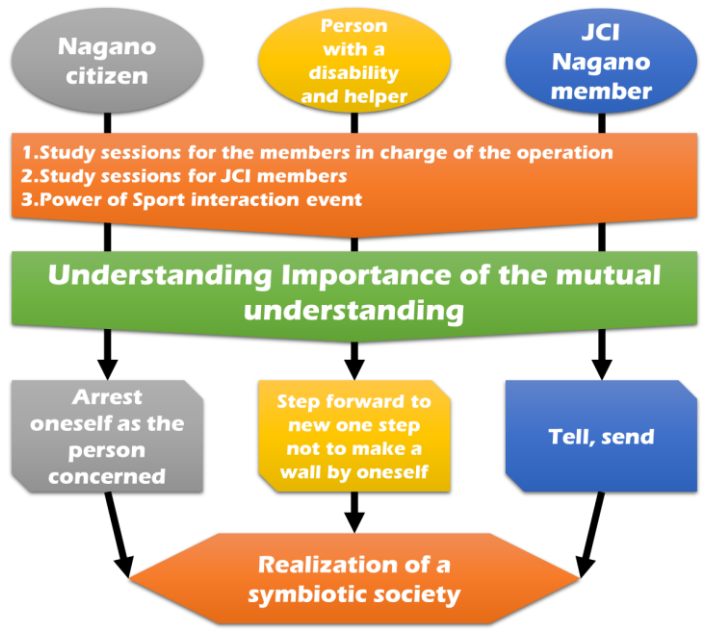 Nagano
citizen
Person
with a
disability
and helper
JCI
Nagano
member
1.Study sessions for the members in charge of the operation
2.Study sessions for JCI members
3.Power of Sport interaction event
Understanding Importance of the mutual
understanding
Arrest
oneself as the
person
concerned
Step forward to
new one step
not to make a
wall by oneself
Tell, send
Realization of a
symbiotic society